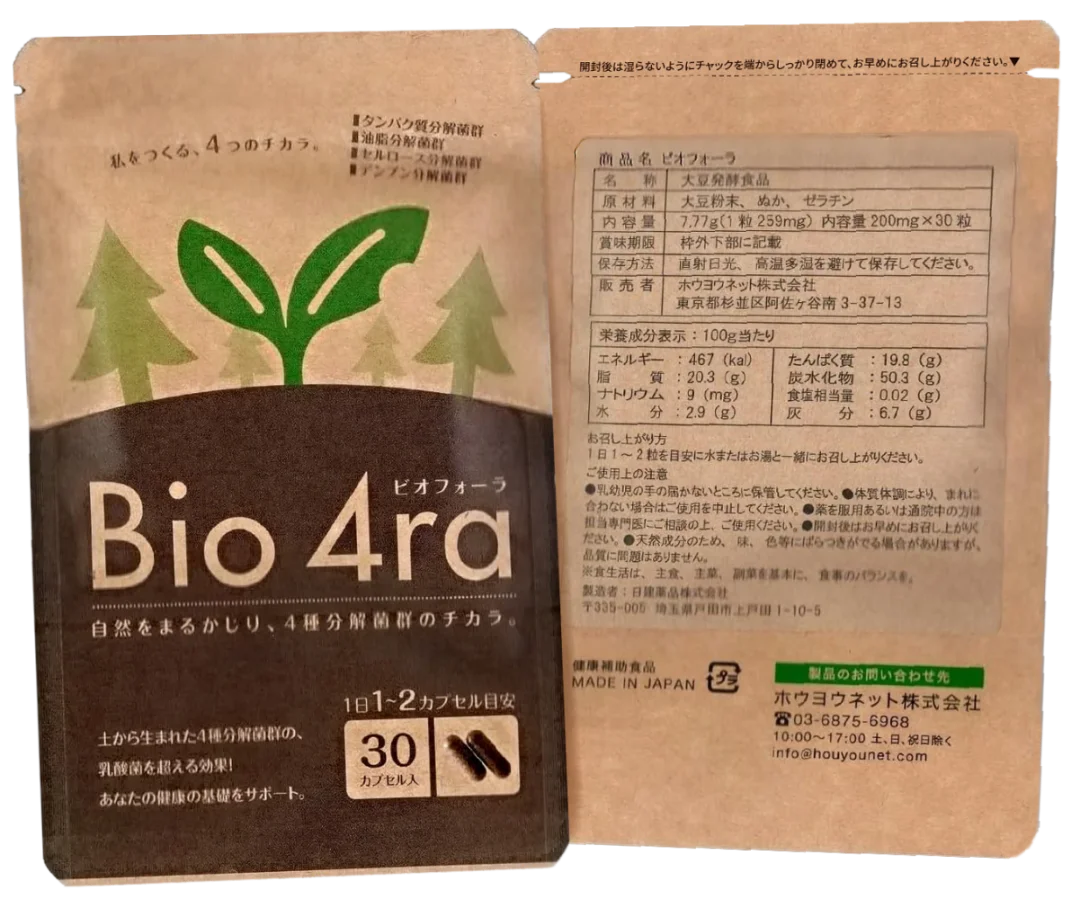 私をつくる、4つのチカラ。
■タンパク質分解菌群
■油脂分解菌群
■セルロース分解菌群
■デンプン分解菌群
Bio 4ra
ビオフォーラ
自然をまるかじり、4種分解菌群のチカラ。
1日1~2カプセル目安
土から生まれた4種分解菌群の、
乳酸菌を超える効果!
あなたの健康の基礎をサポート。
30
カプセル入
開封後は湿らないようにチャックを端からしっかり閉めて、お早めにお召し上がりください。▼
商品名 ビオフォーラ
名 称 大豆発酵食品
原材料 大豆粉末、ぬか、ゼラチン
内容量 7.77g(1粒259mg) 内容量200mg×30粒
賞味期限 枠外下部に記載
保存方法 直射日光、高温多湿を避けて保存してください。
販売者 ホウヨウネット株式会社
東京都杉並区阿佐ヶ谷南3-37-13
栄養成分表示:100g当たり
エネルギー:467(kal) たんぱく質:19.8(g)
脂 質:20.3(g) 炭水化物:50.3(g)
ナトリウム:9(mg) 食塩相当量:0.02(g)
水 分:2.9(g) 灰 分:6.7(g)
お召し上がり方
1日1~2粒を目安に水またはお湯と一緒にお召し上がりください。
ご使用上の注意
●乳幼児の手の届かないところに保管してください。●体質体調により、まれに
合わない場合はご使用を中止してください。●薬を服用あるいは通院中の方は
担当専門医にご相談の上、ご使用ください。●開封後はお早めにお召し上がりく
ださい。●天然成分のため、味、色等にばらつきがでる場合がありますが、
品質に問題はありません。
※食生活は、主食、主菜、副菜を基本に、食事のバランスを。
製造者:日建薬品株式会社
〒335-005 埼玉県戸田市上戸田1-10-5
健康補助食品
MADE IN JAPAN
プラ
製品のお問い合わせ先
ホウヨウネット株式会社
☎03-6875-6968
10:00~17:00 土、日、祝日除く
info@houyounet.com